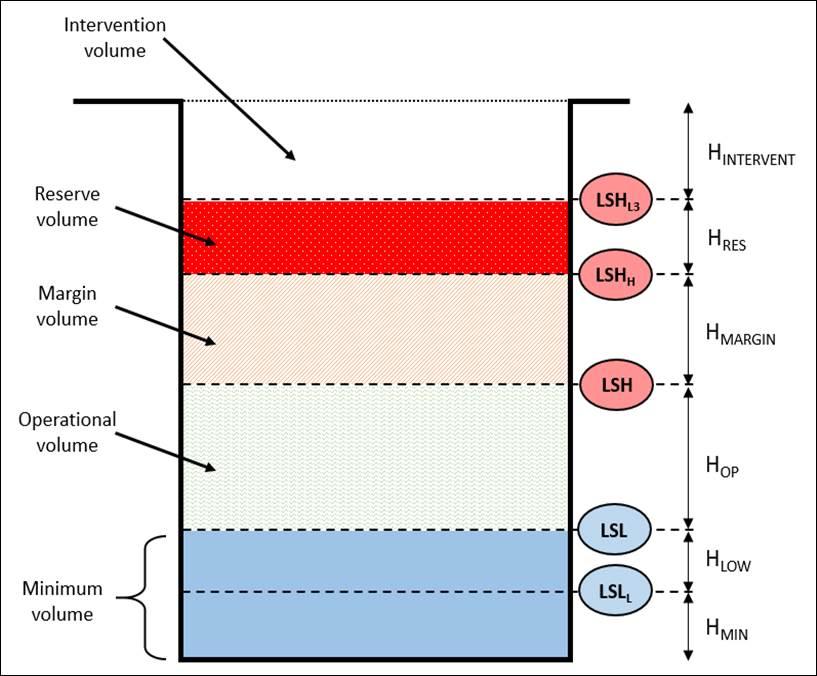 Intervention
volume
Reserve
volume
Margin
volume
Operational
volume
Minimum
volume
LSHL3
LSHH
LSH
LSL
LSLL
HINTERVENT
HRES
HMARGIN
HOP
HLOW
HMIN